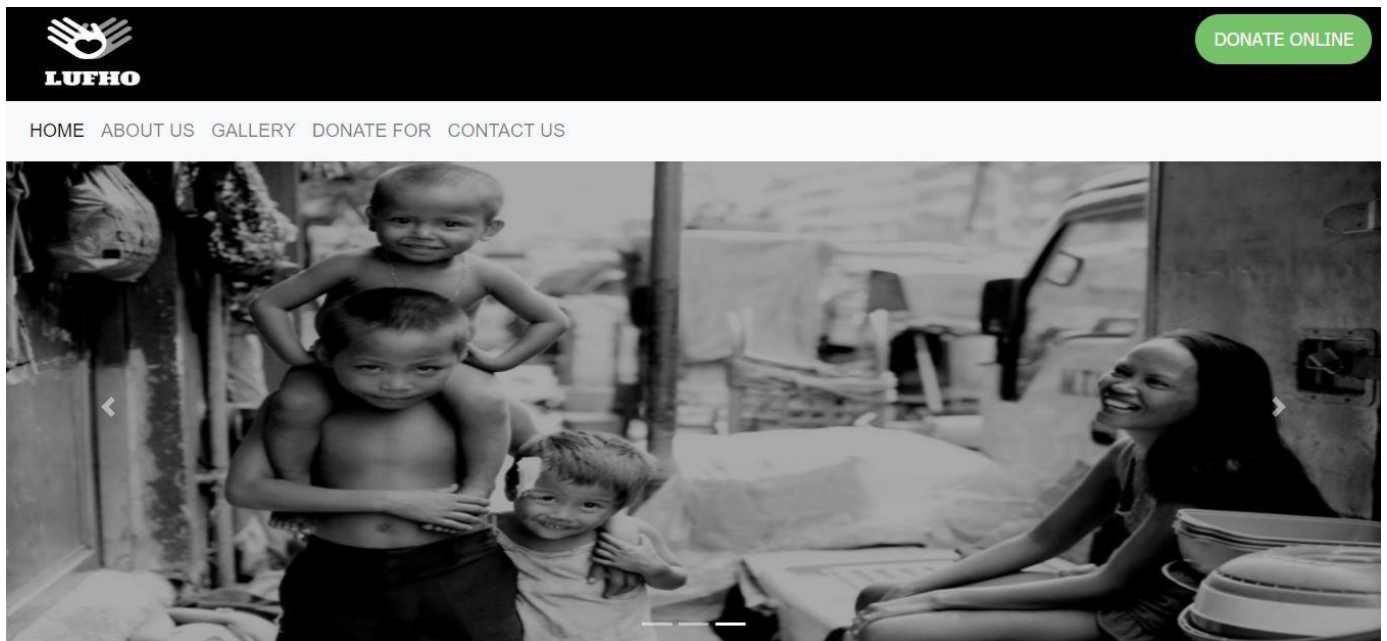 LUFHO
DONATE ONLINE
HOME ABOUT US GALLERY DONATE FOR CONTACT US